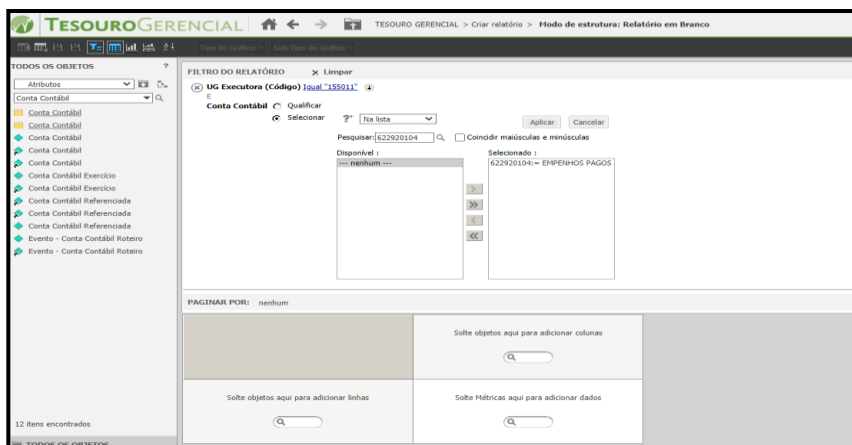 TESOUROGERENCIAL
TESOURO GERENCIAL > Criar relatório > Modo de estrutura: Relatório em Branco
Tipo de Gráfico Sub-Tipo de Gráfico
TODOS OS OBJETOS ?
Atributos
Conta Contábil
Conta Contábil
Conta Contábil
Conta Contábil
Conta Contábil
Conta Contábil
Conta Contábil Exercício
Conta Contábil Exercício
Conta Contábil Referenciada
Conta Contábil Referenciada
Conta Contábil Referenciada
Evento - Conta Contábil Roteiro
Evento - Conta Contábil Roteiro
12 itens encontrados
TODOS OS OBJETOS
FILTRO DO RELATÓRIO x Limpar
UG Executora (Código) Igual "155011"
E
Conta Contábil Qualificar
Selecionar Na lista Aplicar Cancelar
Pesquisar: 622920104 Coincidir maiúsculas e minúsculas
Disponível : Selecionado :
--- nenhum --- 622920104:= EMPENHOS PAGOS
PAGINAR POR: nenhum
Solte objetos aqui para adicionar colunas
Solte objetos aqui para adicionar linhas Solte Métricas aqui para adicionar dados